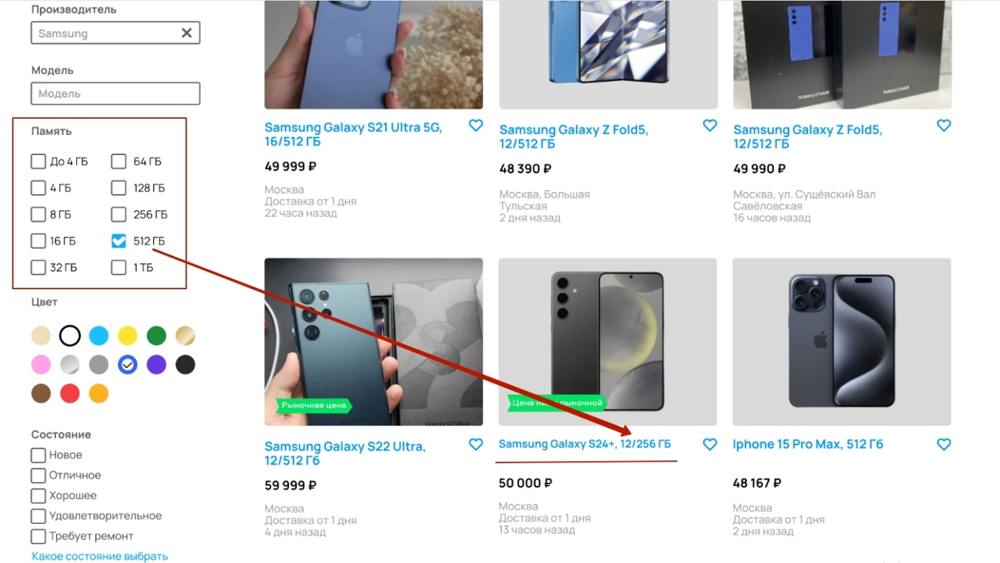 Производитель
Samsung
Модель
Модель
Память
До 4 ГБ
64 ГБ
4 ГБ
128 ГБ
8 ГБ
256 ГБ
16 ГБ
512 ГБ
32 ГБ
1 ТБ
Цвет
Состояние
Новое
Отличное
Хорошее
Удовлетворительное
Требует ремонт
Какое состояние выбрать
Samsung Galaxy S21 Ultra 5G,
16/512 ГБ
49 999 ₽
Москва
Доставка от 1 дня
22 часа назад
Samsung Galaxy Z Fold5,
12/512 ГБ
48 390 ₽
Москва, Большая
Тульская
2 дня назад
Galaxy Z Fold5
Galaxy Z Fold5
Samsung Galaxy Z Fold5,
12/512 ГБ
49 990 ₽
Москва, ул. Сущёвский Вал
Савёловская
16 часов назад
Рыночная цена
Galaxy S22 Ultra
Samsung Galaxy S22 Ultra,
12/512 Гб
59 999 ₽
Москва
Доставка от 1 дня
4 дня назад
Цена ниже рыночной
Samsung Galaxy S24+, 12/256 ГБ
50 000 ₽
Москва
Доставка от 1 дня
13 часов назад
Iphone 15 Pro Max, 512 Гб
48 167 ₽
Москва
Доставка от 1 дня
2 дня назад